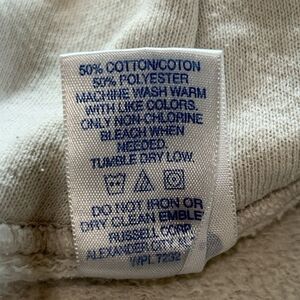 50% COTTON/COTON
50% POLYESTER
MACHINE WASH WARM
WITH LIKE COLORS.
ONLY NON-CHLORINE
BLEACH WHEN
NEEDED.
TUMBLE DRY LOW.
DO NOT IRON OR
DRY CLEAN EMBLE
RUSSELL CORP.
ALEXANDER CITY
WPL 7232